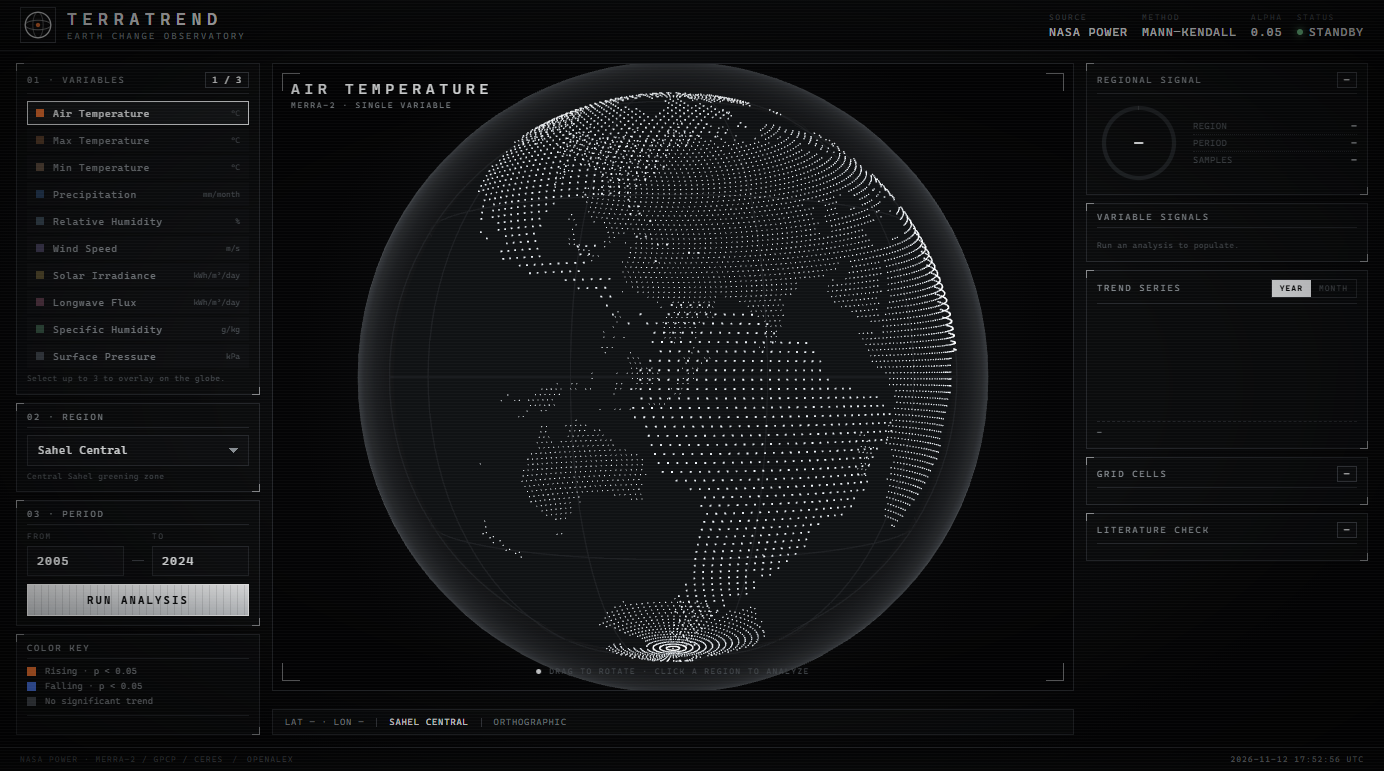 TERRATREND
EARTH CHANGE OBSERVATORY
SOURCE
NASA POWER
METHOD
MANN-KENDALL
ALPHA
0.05
STATUS
STANDBY
01 · VARIABLES
1 / 3
Air Temperature °C
Max Temperature °C
Min Temperature °C
Precipitation mm/month
Relative Humidity %
Wind Speed m/s
Solar Irradiance kWh/m²/day
Longwave Flux kWh/m²/day
Specific Humidity g/kg
Surface Pressure kPa
Select up to 3 to overlay on the globe.
02 · REGION
Sahel Central
Central Sahel greening zone
03 · PERIOD
FROM TO
2005 — 2024
RUN ANALYSIS
COLOR KEY
Rising · p < 0.05
Falling · p < 0.05
No significant trend
AIR TEMPERATURE
MERRA-2 · SINGLE VARIABLE
DRAG TO ROTATE · CLICK A REGION TO ANALYZE
LAT — · LON — | SAHEL CENTRAL | ORTHOGRAPHIC
REGIONAL SIGNAL —
—
REGION —
PERIOD —
SAMPLES —
VARIABLE SIGNALS
Run an analysis to populate.
TREND SERIES
YEAR MONTH
—
GRID CELLS —
LITERATURE CHECK —
NASA POWER · MERRA-2 / GPCP / CERES / OPENALEX
2026-11-12 17:52:56 UTC